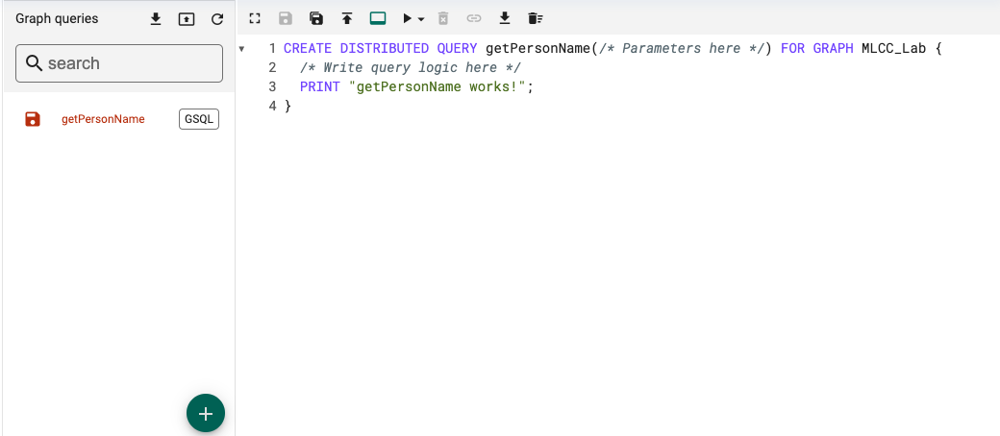 Graph queries
search
getPersonName GSQL
1 CREATE DISTRIBUTED QUERY getPersonName(/* Parameters here */) FOR GRAPH MLCC_Lab {
2 /* Write query logic here */
3 PRINT "getPersonName works!";
4 }